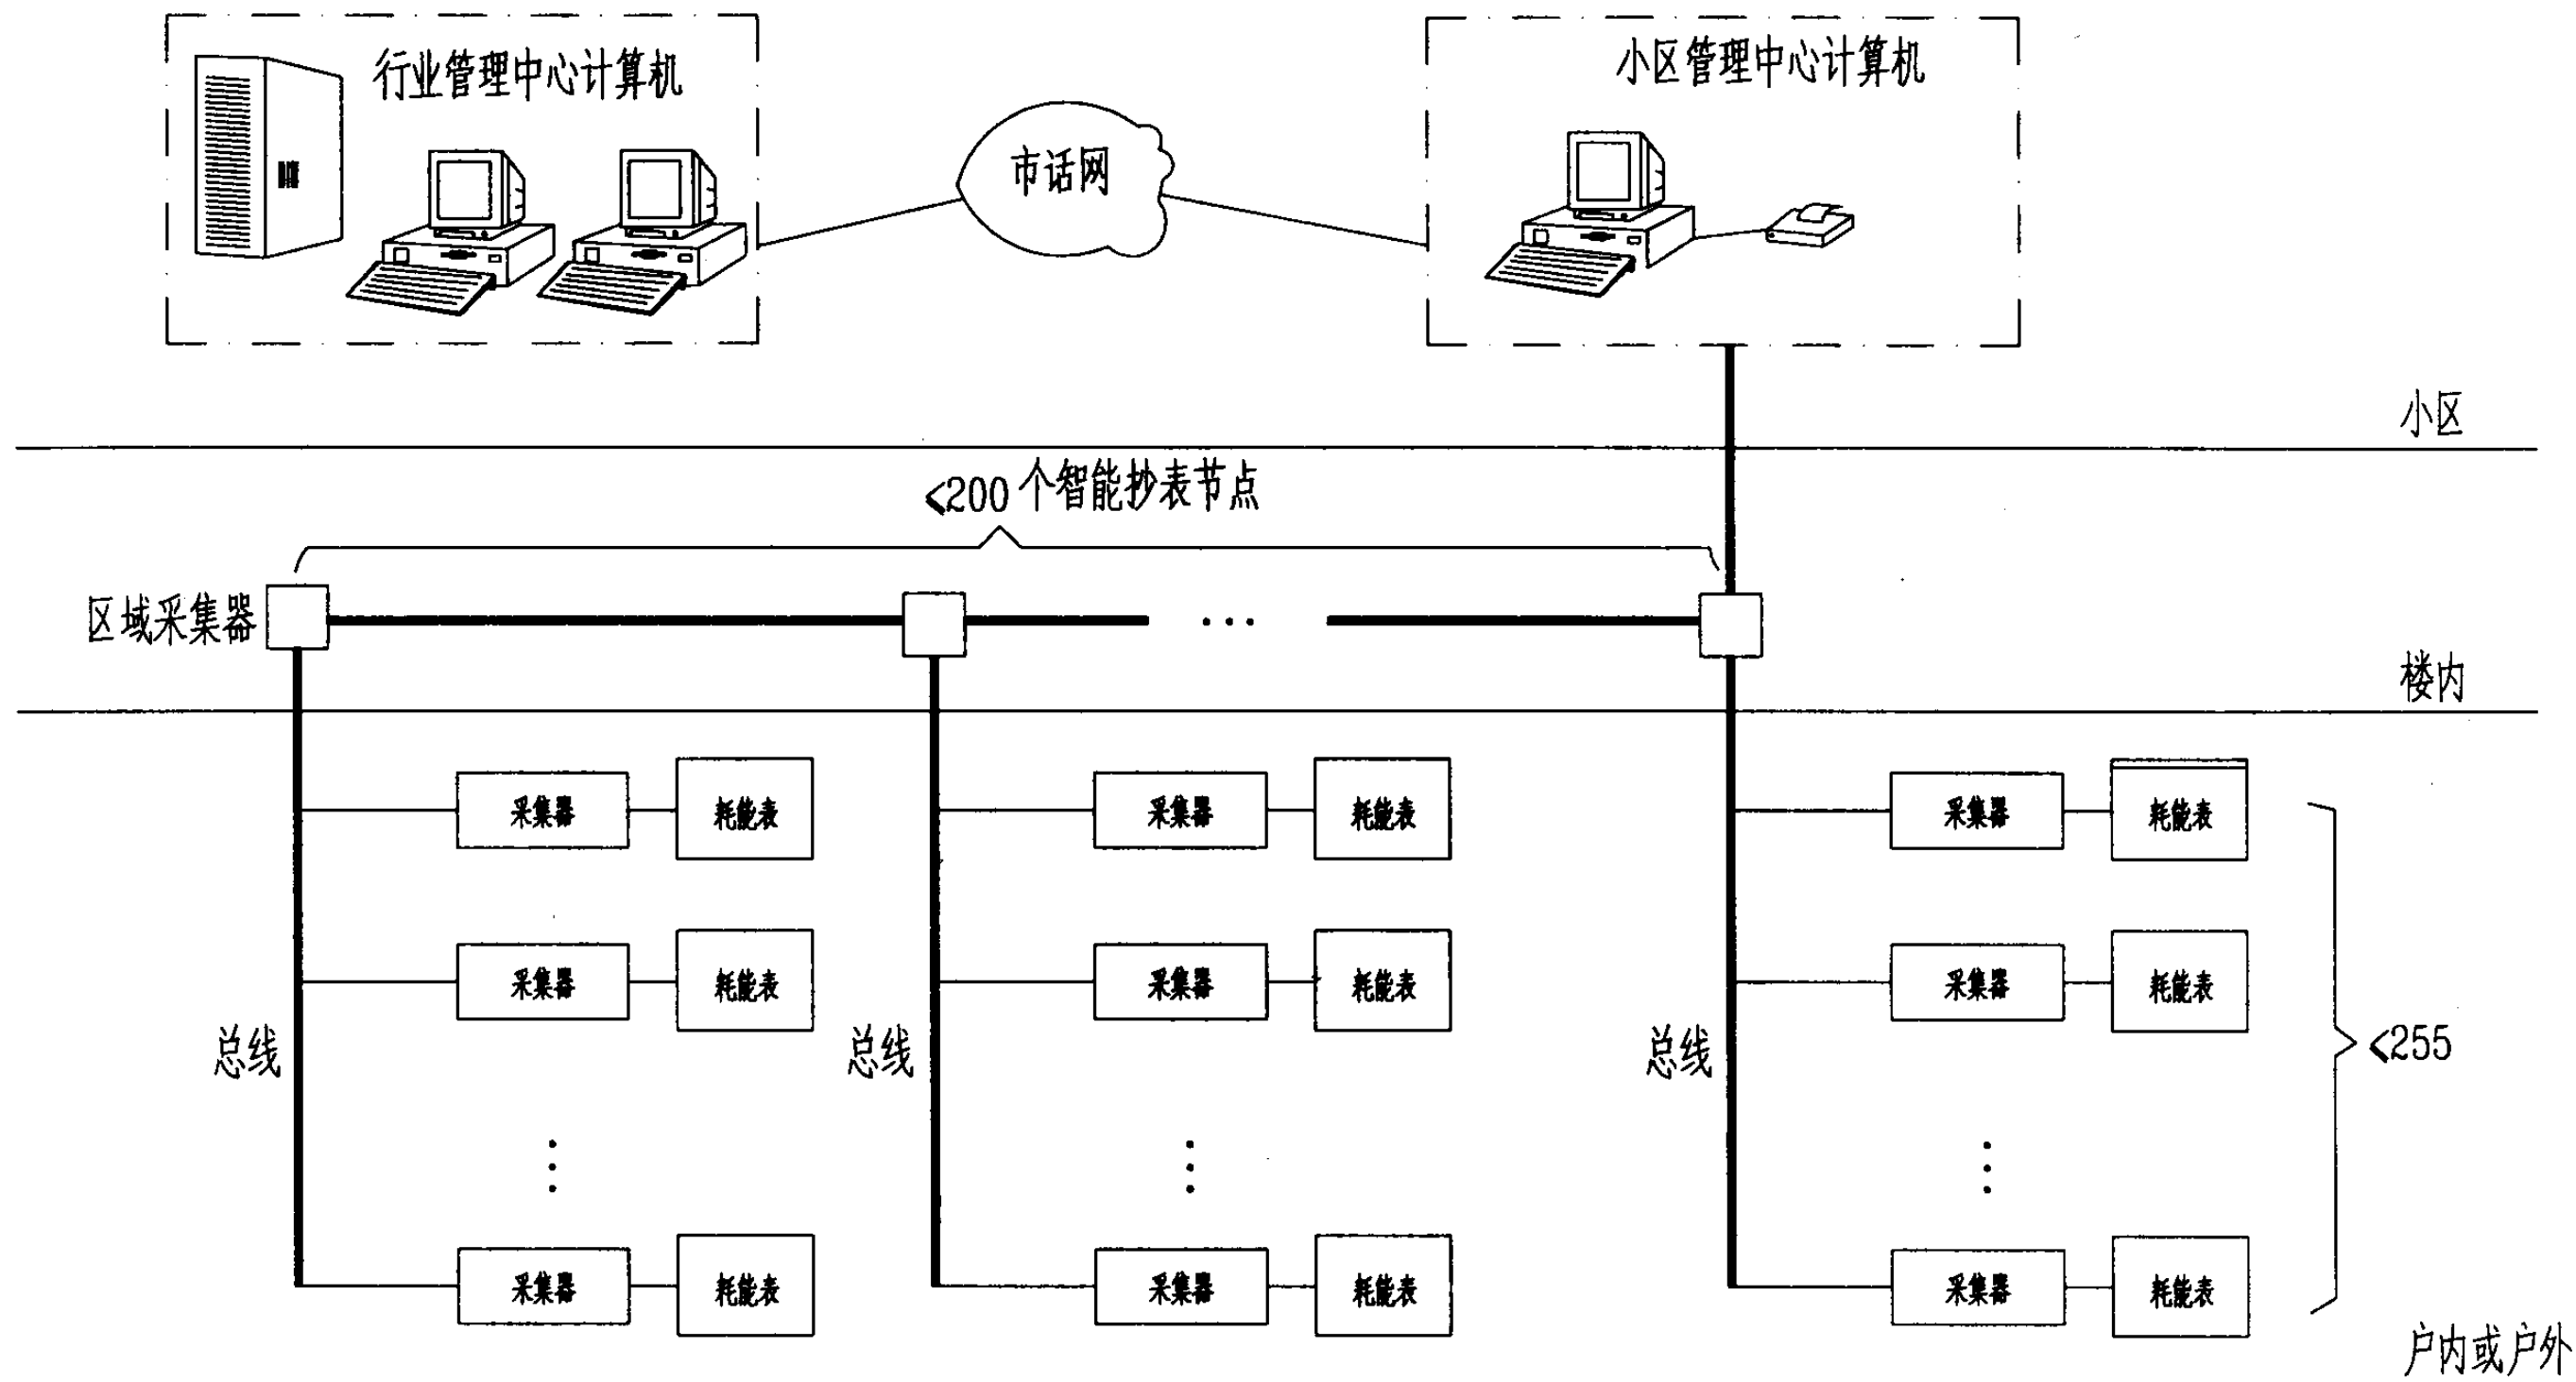 行业管理中心计算机
小区管理中心计算机
市话网
小区
<200个智能抄表节点
区域采集器
...
楼内
采集器 耗能表 采集器 耗能表 采集器 耗能表
采集器 耗能表 采集器 耗能表 采集器 耗能表
总线 总线 总线 <255
采集器 耗能表 采集器 耗能表 采集器 耗能表
户内或户外